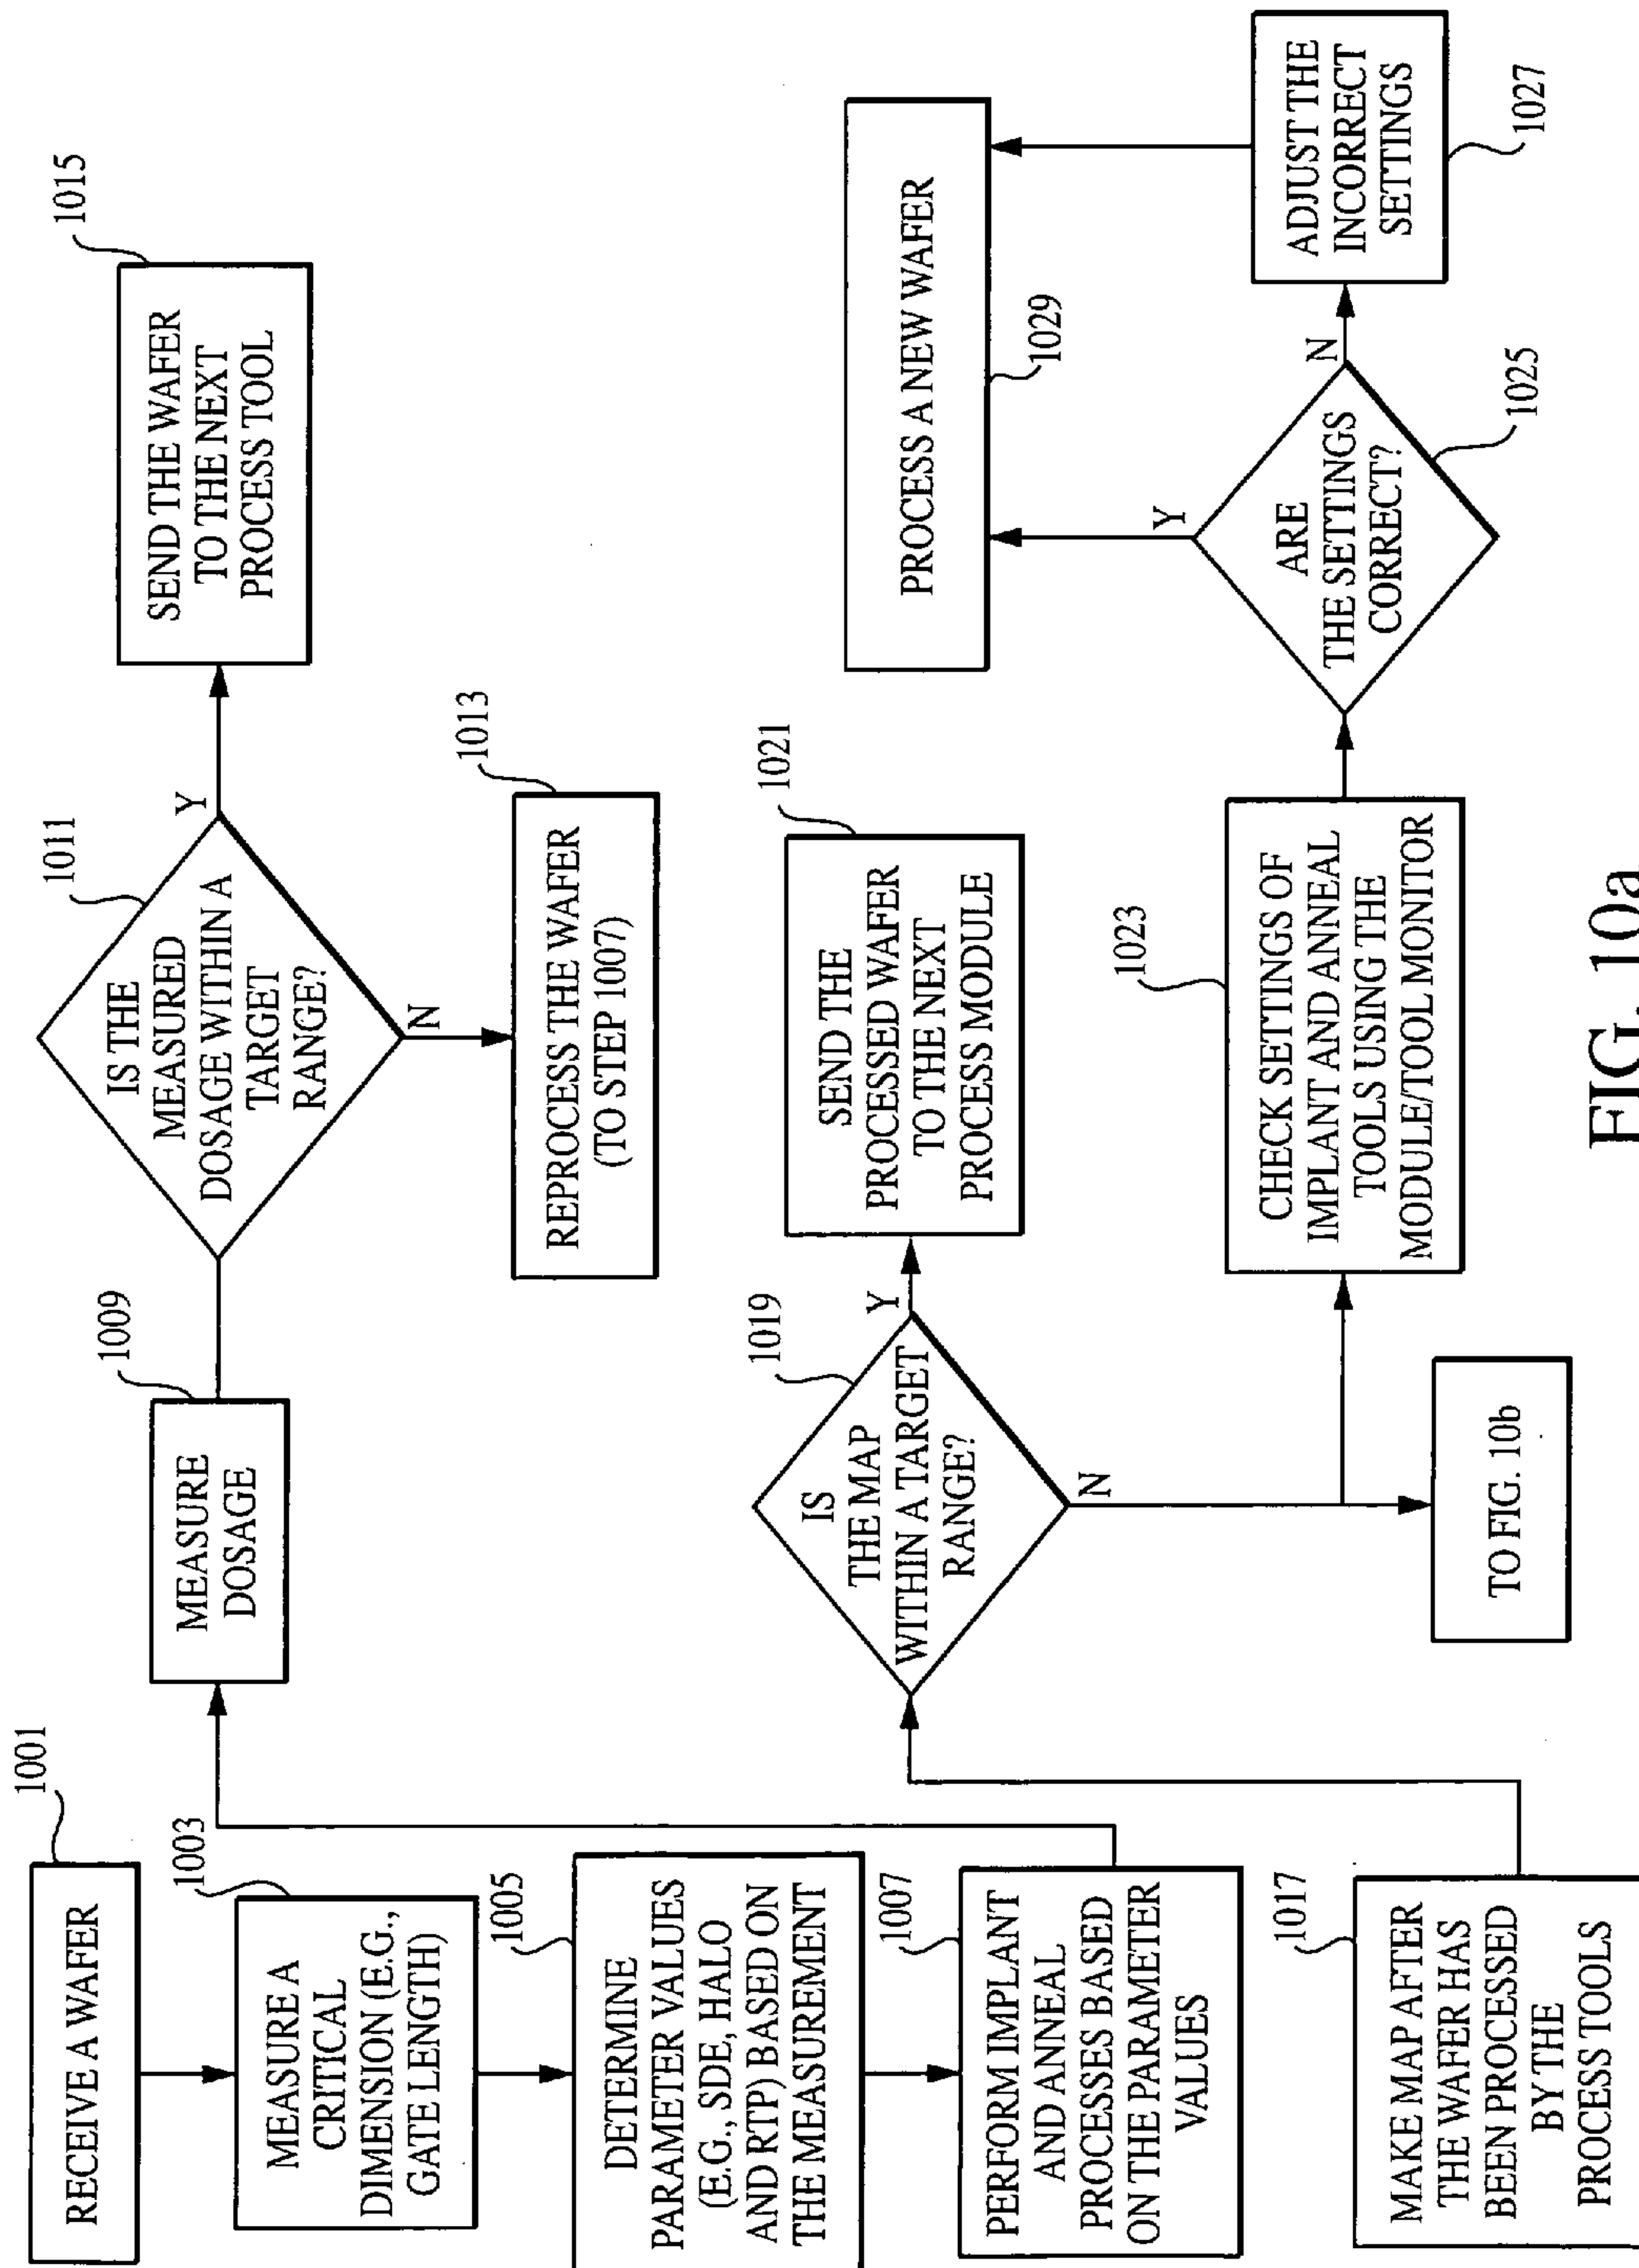 1001
RECEIVE A WAFER
1003
MEASURE A
CRITICAL
DIMENSION (E.G.,
GATE LENGTH)
1005
DETERMINE
PARAMETER VALUES
(E.G., SDE, HALO
AND RTP) BASED ON
THE MEASUREMENT
1007
PERFORM IMPLANT
AND ANNEAL
PROCESSES BASED
ON THE PARAMETER
VALUES
1009
MEASURE
DOSAGE
1011
IS THE
MEASURED
DOSAGE WITHIN A
TARGET
RANGE?
Y
N
1013
REPROCESS THE WAFER
(TO STEP 1007)
1015
SEND THE WAFER
TO THE NEXT
PROCESS TOOL
1017
MAKE MAP AFTER
THE WAFER HAS
BEEN PROCESSED
BY THE
PROCESS TOOLS
1019
IS
THE MAP
WITHIN A TARGET
RANGE?
Y
N
1021
SEND THE
PROCESSED WAFER
TO THE NEXT
PROCESS MODULE
TO FIG. 10b
1023
CHECK SETTINGS OF
IMPLANT AND ANNEAL
TOOLS USING THE
MODULE/TOOL MONITOR
ARE
THE SETTINGS
CORRECT?
1025
Y
N
ADJUST THE
INCORRECT
SETTINGS
1027
PROCESS A NEW WAFER
1029
FIG. 10a